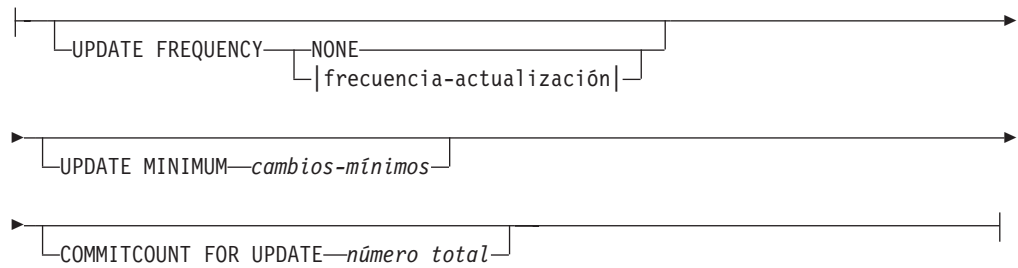 UPDATE FREQUENCY NONE
|frecuencia-actualización|
UPDATE MINIMUM cambios-mínimos
COMMITCOUNT FOR UPDATE número total